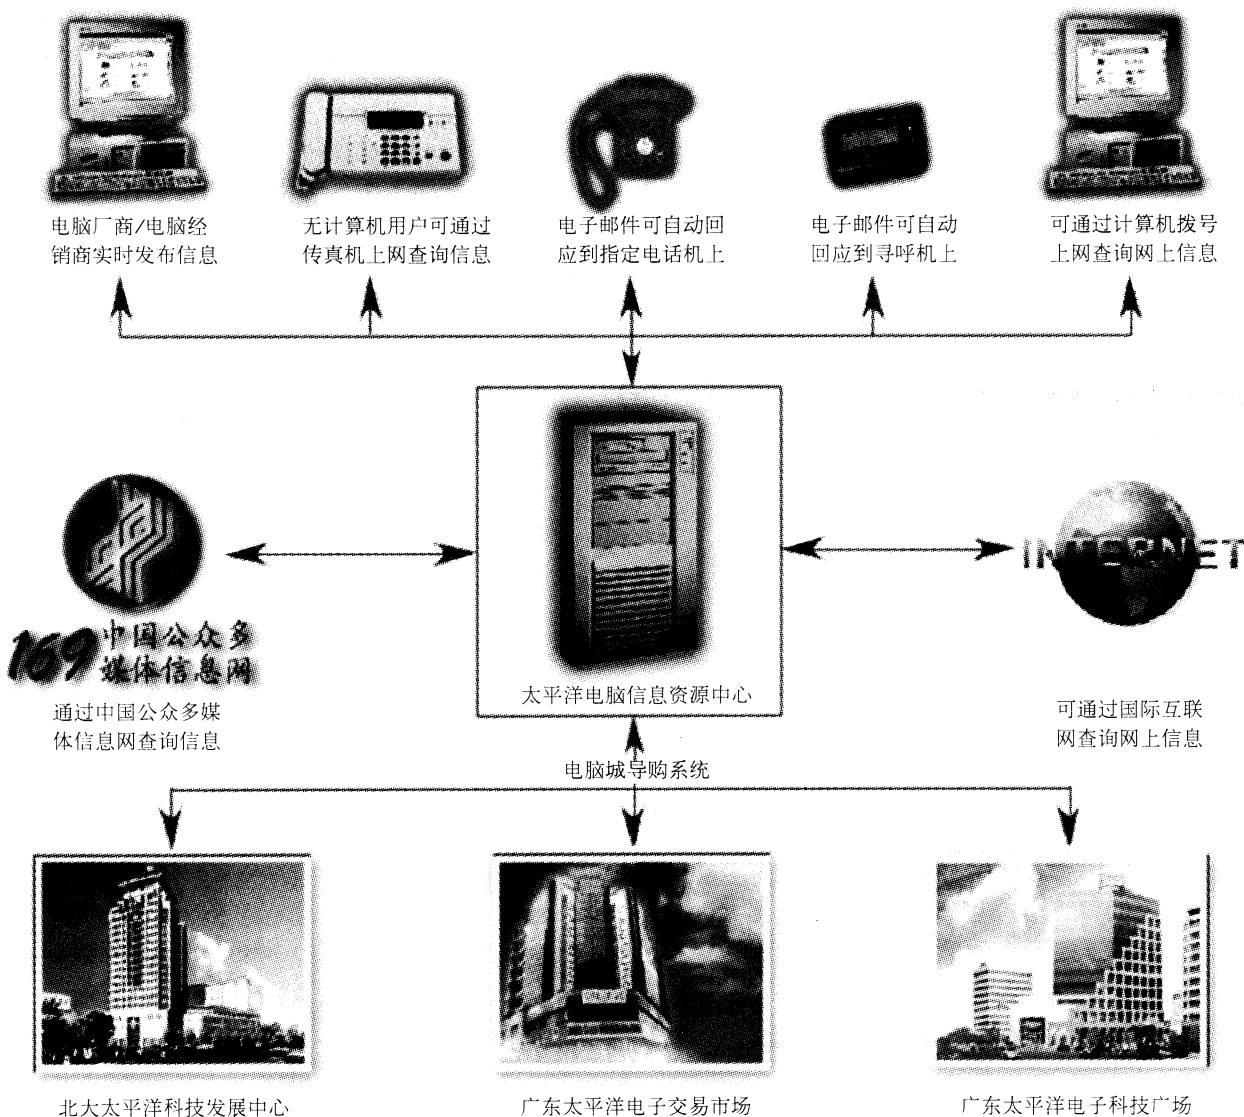 电脑厂商/电脑经
销商实时发布信息
无计算机用户可通过
传真机上网查询信息
电子邮件可自动回
应到指定电话机上
电子邮件可自动
回应到寻呼机上
可通过计算机拨号
上网查询网上信息
169 中国公众多
媒体信息网
通过中国公众多媒
体信息网查询信息
太平洋电脑信息资源中心
INTERNET
可通过国际互联
网查询网上信息
电脑城导购系统
北大太平洋科技发展中心
广东太平洋电子交易市场
广东太平洋电子科技广场